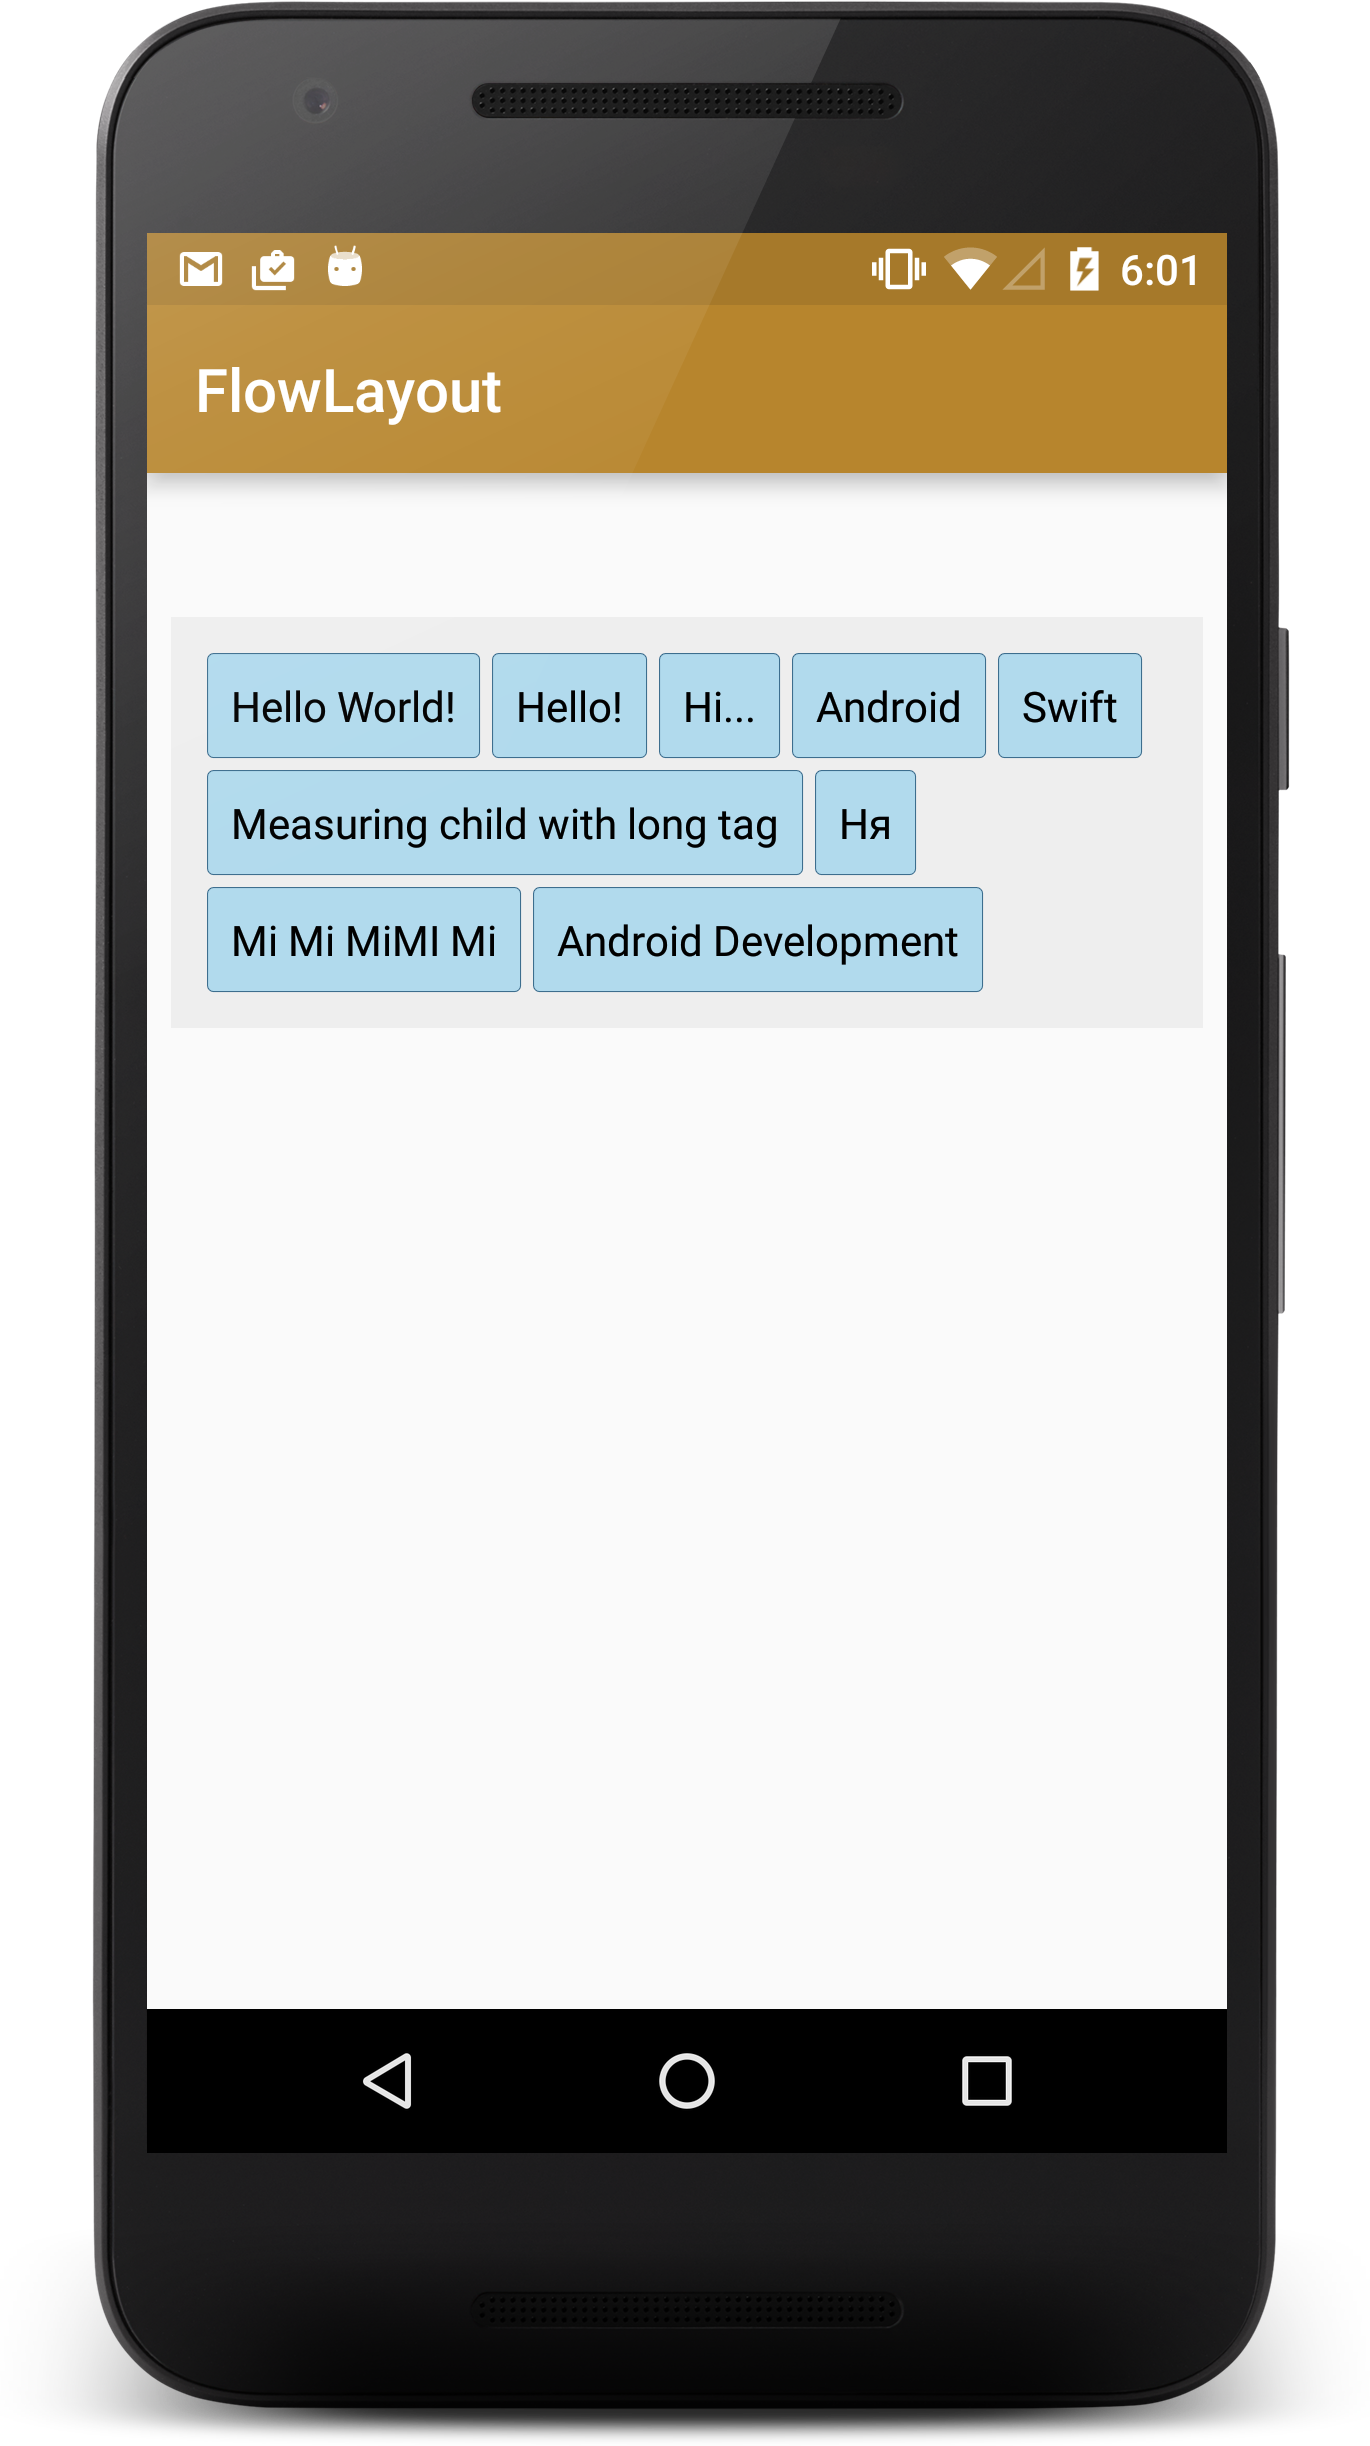 6:01
FlowLayout
Hello World! Hello! Hi... Android Swift
Measuring child with long tag Ня
Mi Mi MiMI Mi Android Development